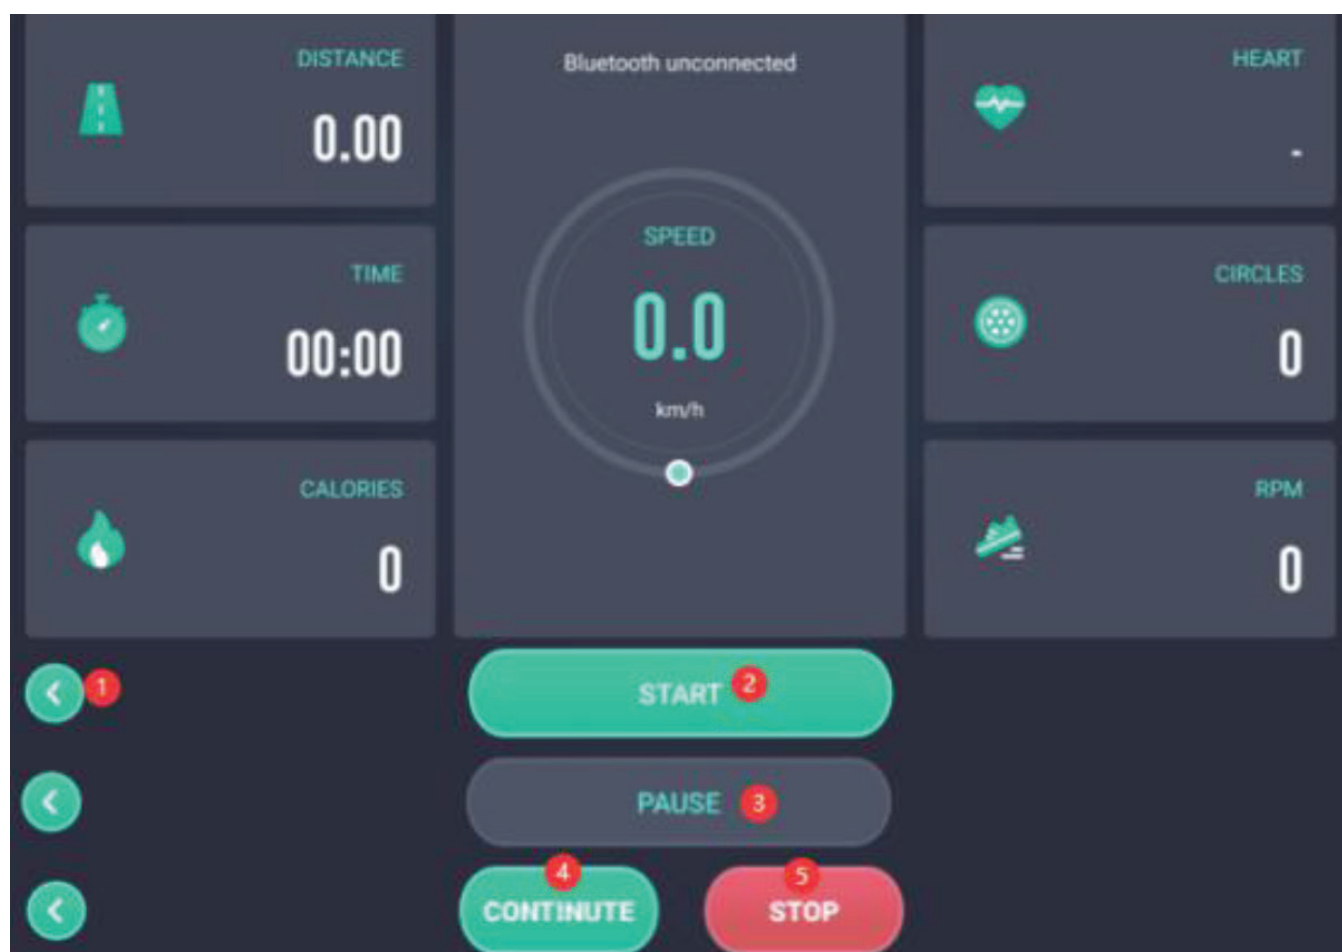 DISTANCE
0.00
Bluetooth unconnected
HEART
-
TIME
00:00
SPEED
0.0
km/h
CIRCLES
0
CALORIES
0
RPM
0
1
START 2
PAUSE 3
4
CONTINUTE
5
STOP